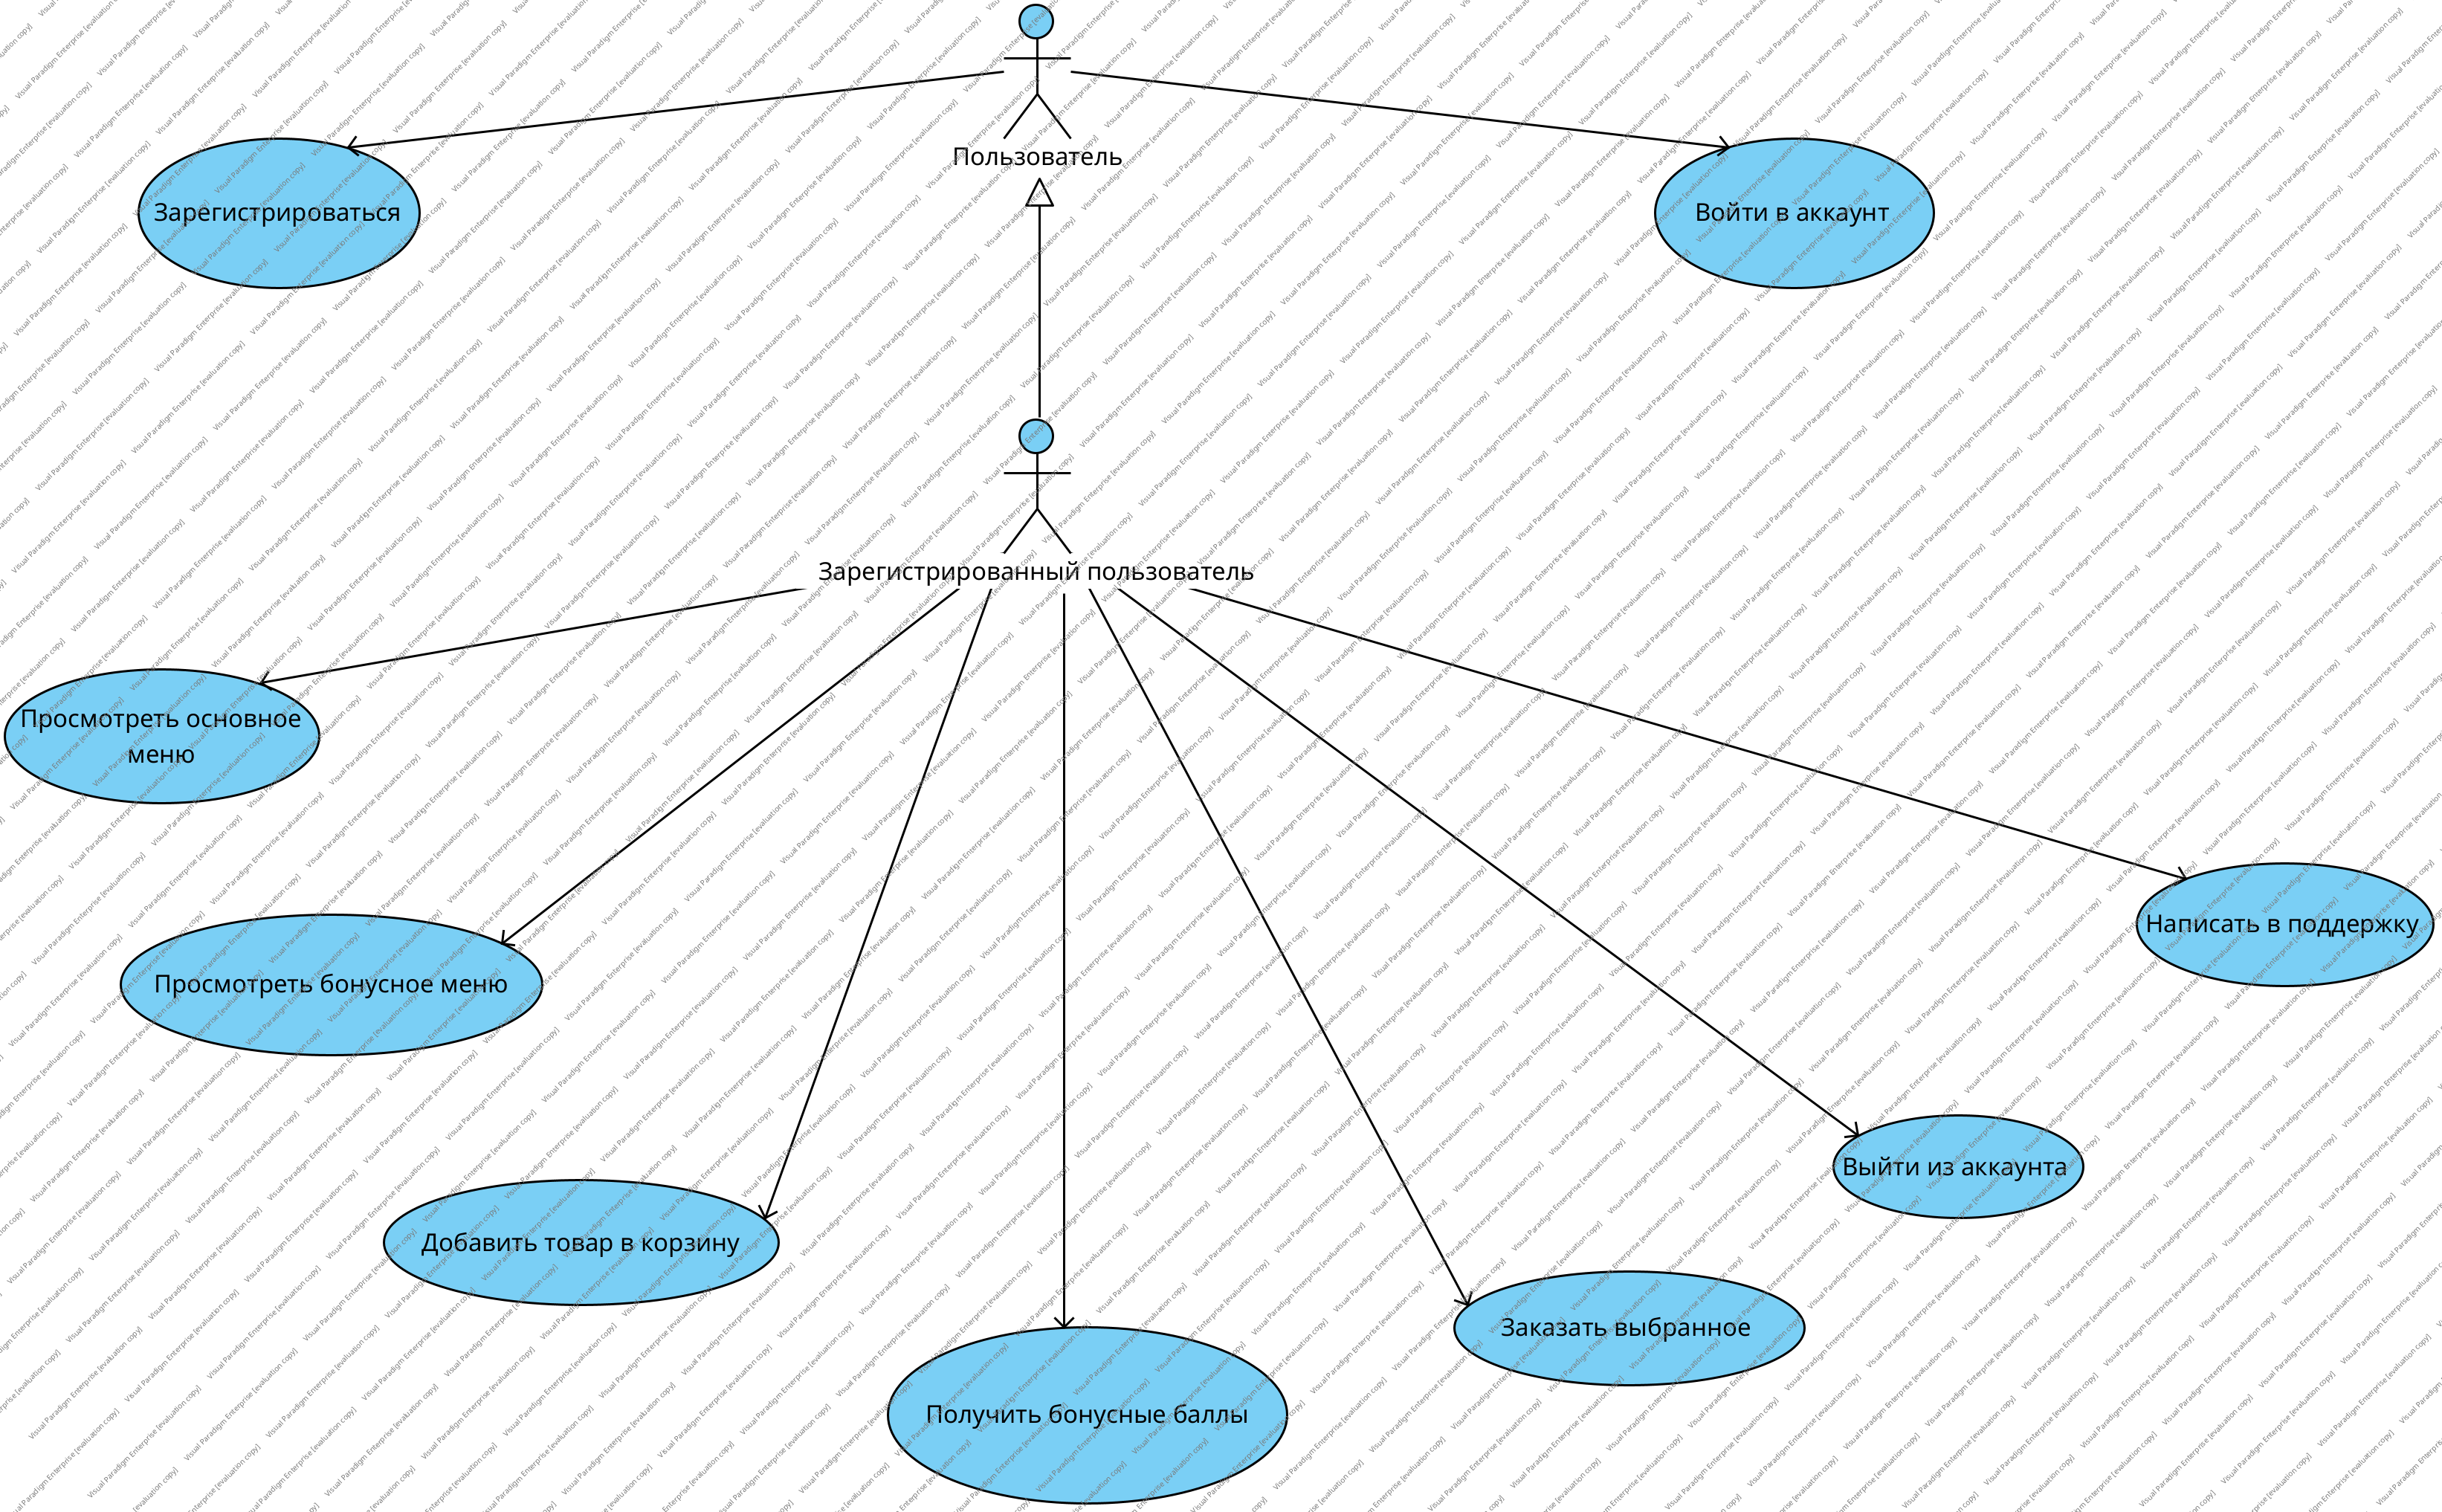 Пользователь
Зарегистрироваться
Войти в аккаунт
Зарегистрированный пользователь
Просмотреть основное
меню
Написать в поддержку
Просмотреть бонусное меню
Выйти из аккаунта
Добавить товар в корзину
Заказать выбранное
Получить бонусные баллы
Visual Paradigm Enterprise [evaluation copy]